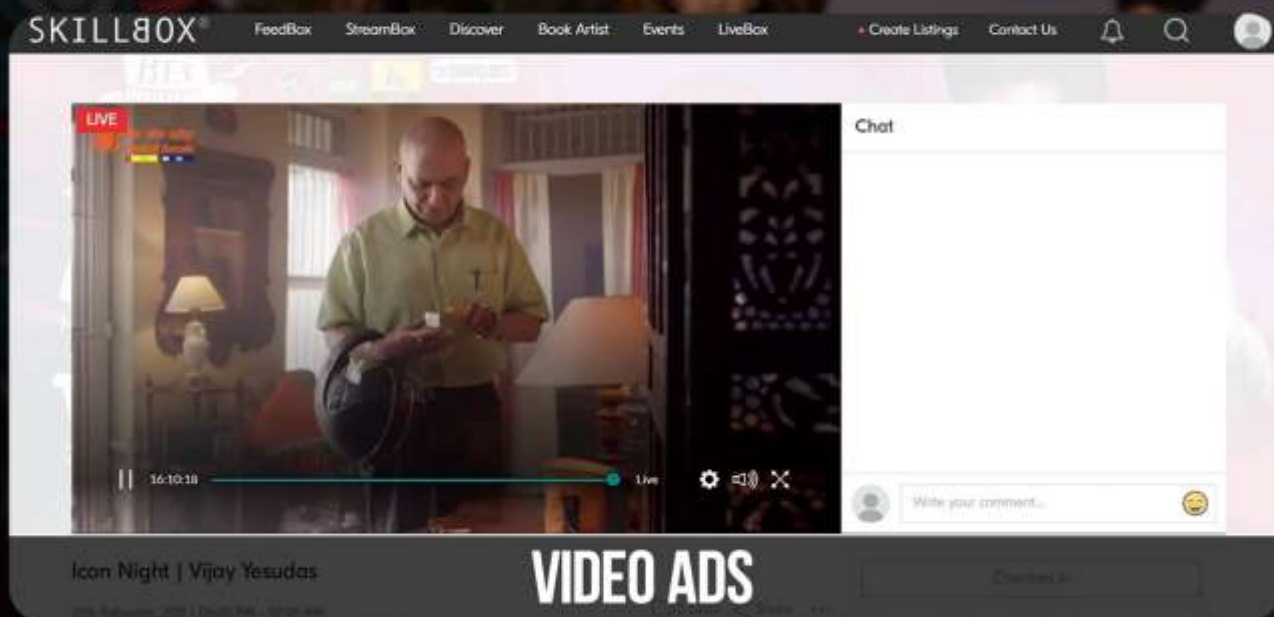 SKILLBOX®
FeedBox StreamBox Discover Book Artist Events LiveBox + Create Listings Contact Us
LIVE
Chat
16:10:18 Live
Write your comment...
Icon Night | Vijay Yesudas
VIDEO ADS